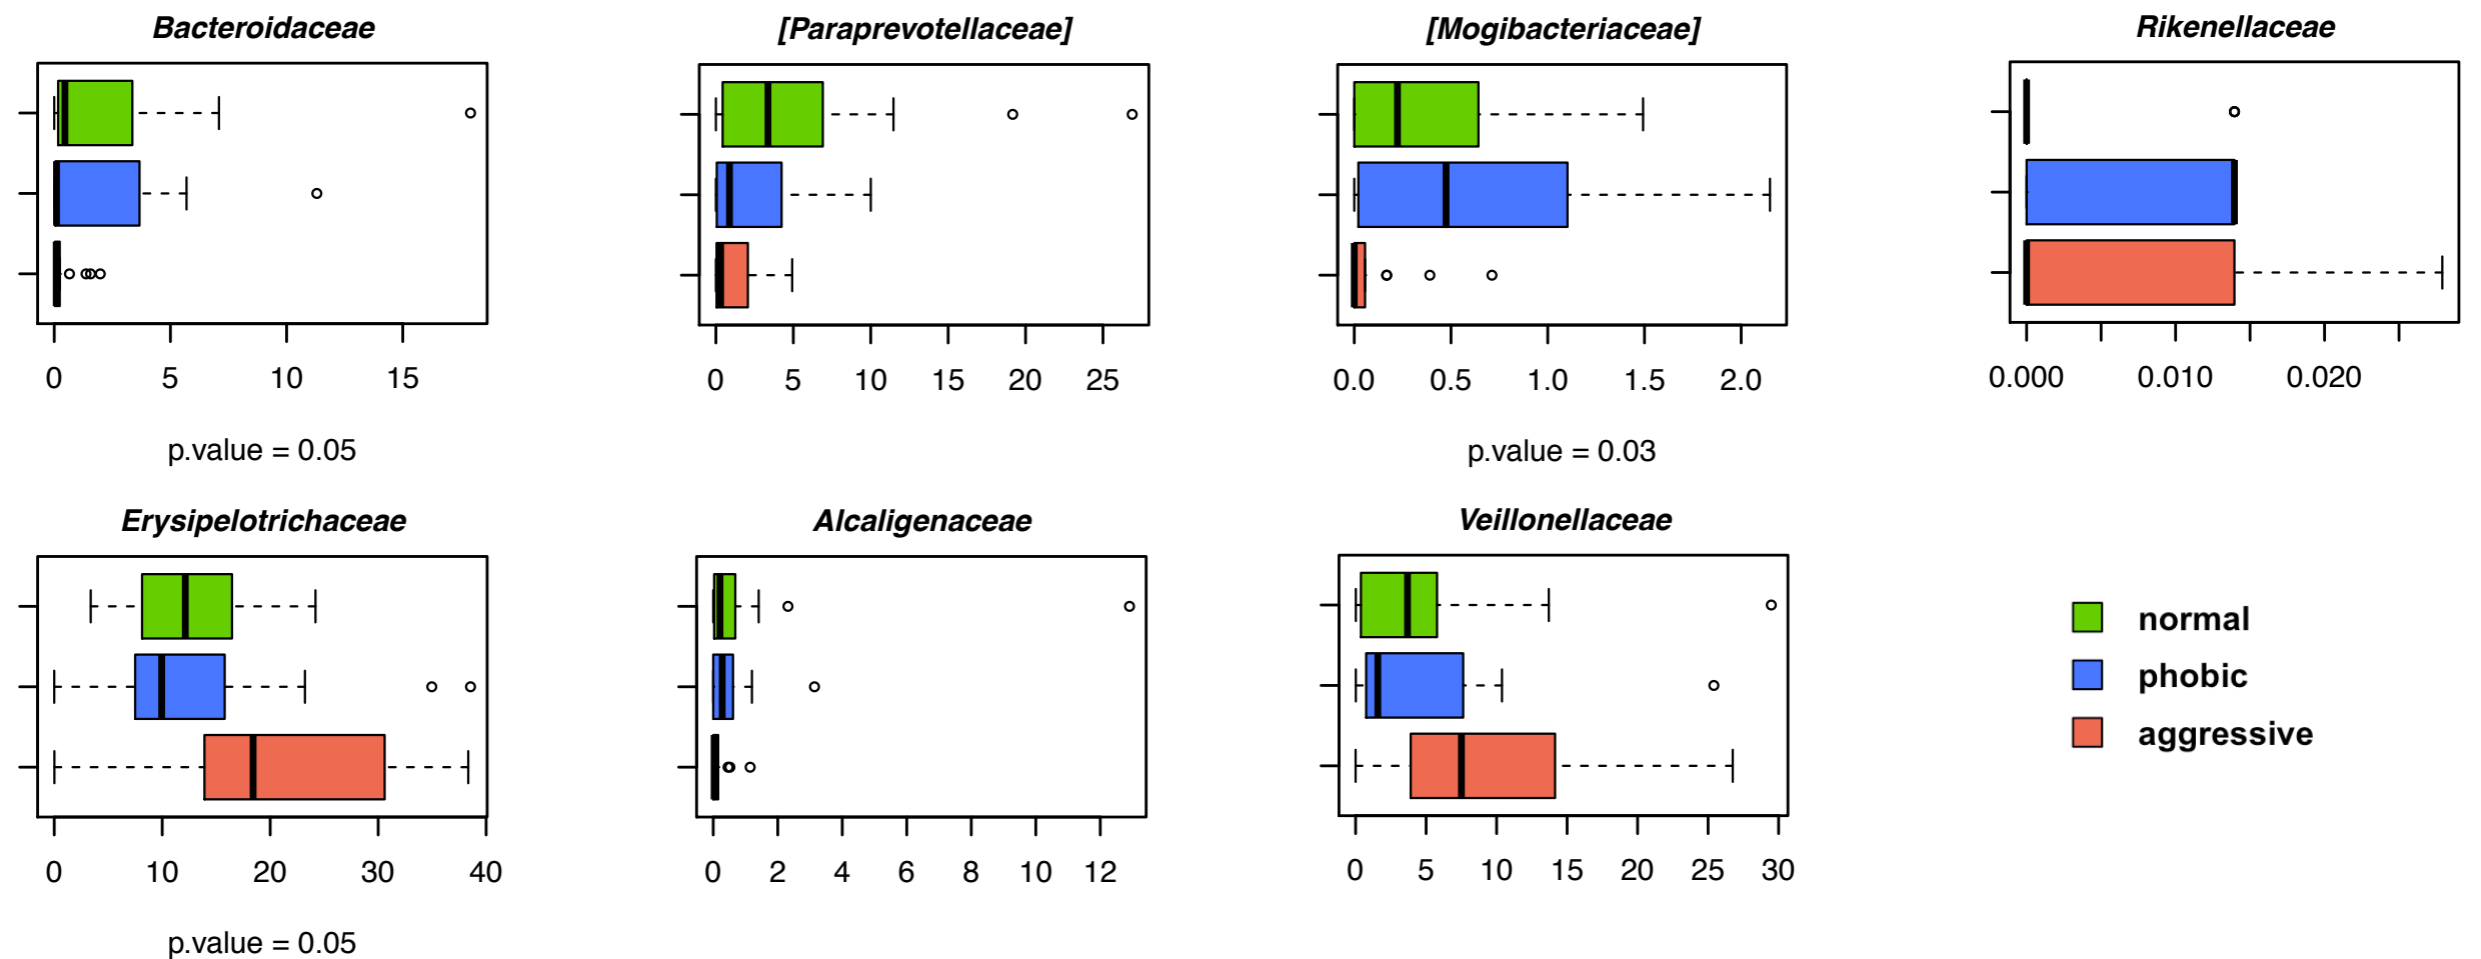 Bacteroidaceae
0 5 10 15
p.value = 0.05
[Paraprevotellaceae]
0 5 10 15 20 25
[Mogibacteriaceae]
0.0 0.5 1.0 1.5 2.0
p.value = 0.03
Rikenellaceae
0.000 0.010 0.020
Erysipelotrichaceae
0 10 20 30 40
p.value = 0.05
Alcaligenaceae
0 2 4 6 8 10 12
Veillonellaceae
0 5 10 15 20 25 30
normal
phobic
aggressive